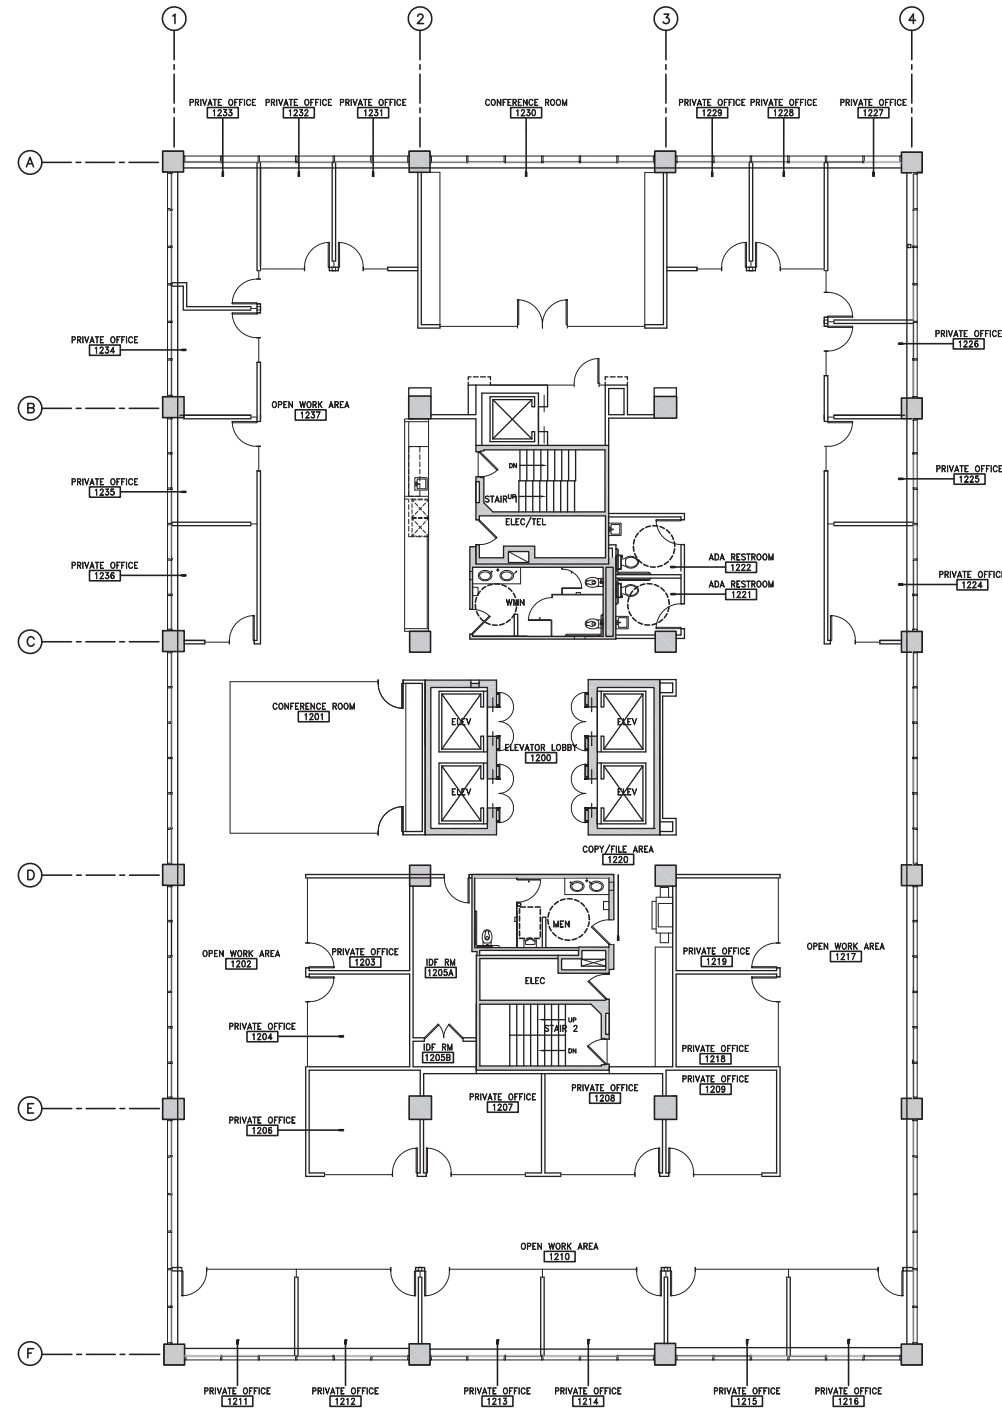 1
2
3
4
PRIVATE OFFICE
1233
PRIVATE OFFICE
1232
PRIVATE OFFICE
1231
CONFERENCE ROOM
1230
PRIVATE OFFICE
1229
PRIVATE OFFICE
1228
PRIVATE OFFICE
1227
A
PRIVATE OFFICE
1234
PRIVATE OFFICE
1226
B
OPEN WORK AREA
1237
DN
PRIVATE OFFICE
1235
STAIR 1
UP
PRIVATE OFFICE
1225
ELEC/TEL
PRIVATE OFFICE
1236
ADA RESTROOM
1222
ADA RESTROOM
1221
PRIVATE OFFICE
1224
WMN
C
CONFERENCE ROOM
1201
ELEV
ELEV
ELEVATOR LOBBY
1200
ELEV
ELEV
COPY/FILE AREA
1220
D
MEN
OPEN WORK AREA
1202
PRIVATE OFFICE
1203
IDF RM
1205A
PRIVATE OFFICE
1219
OPEN WORK AREA
1217
ELEC
PRIVATE OFFICE
1204
UP
STAIR 2
DN
IDF RM
1205B
PRIVATE OFFICE
1218
PRIVATE OFFICE
1209
PRIVATE OFFICE
1207
PRIVATE OFFICE
1208
E
PRIVATE OFFICE
1206
OPEN WORK AREA
1210
F
PRIVATE OFFICE
1211
PRIVATE OFFICE
1212
PRIVATE OFFICE
1213
PRIVATE OFFICE
1214
PRIVATE OFFICE
1215
PRIVATE OFFICE
1216